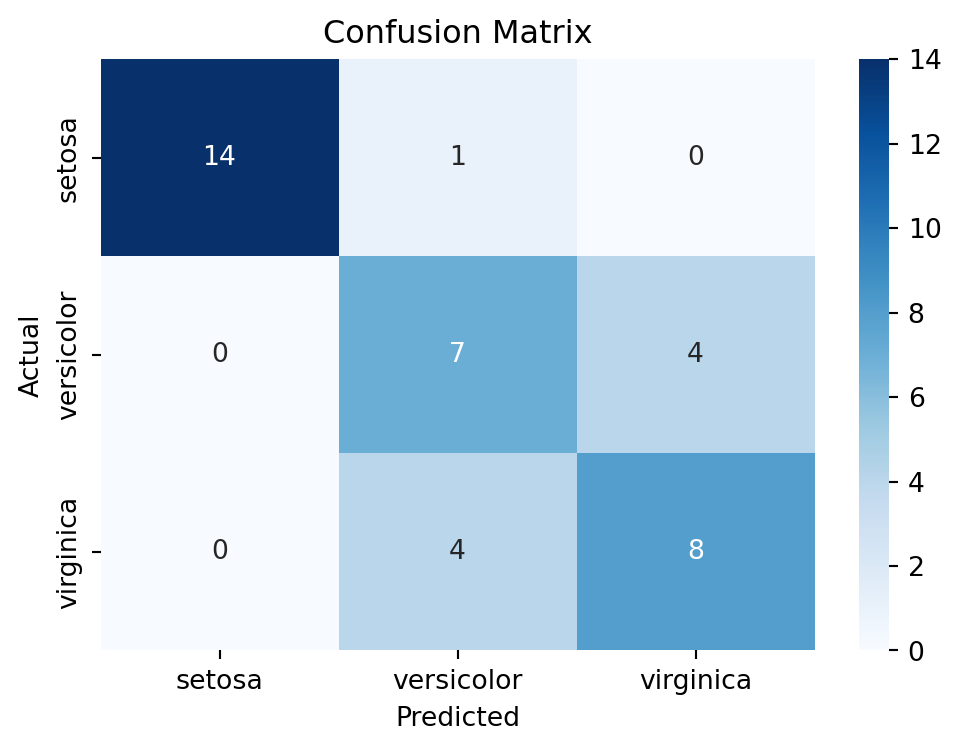 Confusion Matrix
14
setosa
14 1 0
12
10
Actual
versicolor
0 7 4
8
6
virginica
0 4 8
4
2
0
setosa versicolor virginica
Predicted